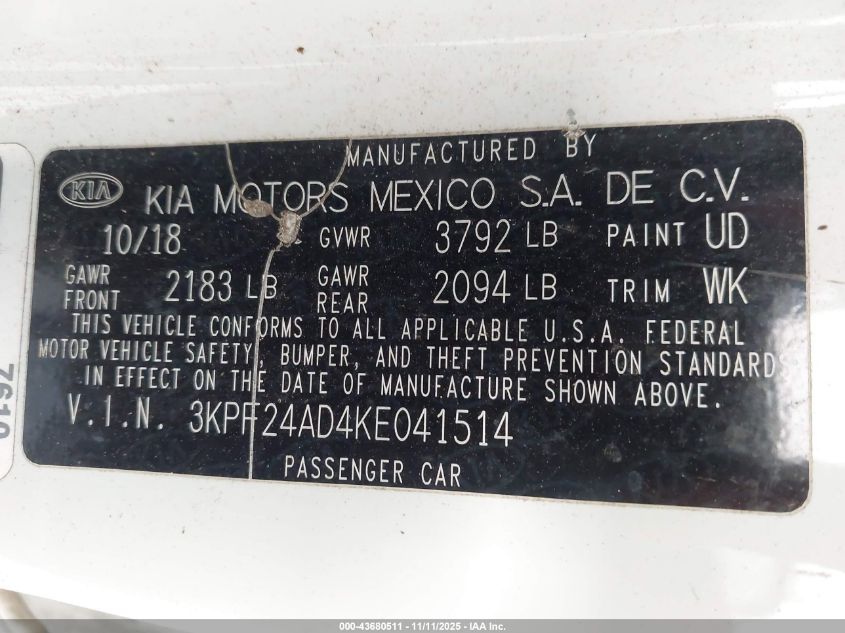 MANUFACTURED BY
KIA KIA MOTORS MEXICO S.A. DE C.V.
10/18 GVWR 3792 LB PAINT UD
GAWR FRONT 2183 LB GAWR REAR 2094 LB TRIM WK
THIS VEHICLE CONFORMS TO ALL APPLICABLE U.S.A. FEDERAL
MOTOR VEHICLE SAFETY, BUMPER, AND THEFT PREVENTION STANDARDS
IN EFFECT ON THE DATE OF MANUFACTURE SHOWN ABOVE.
V.I.N. 3KPF24AD4KE041514
PASSENGER CAR
000-43680511 - 11/11/2025 - IAA Inc.